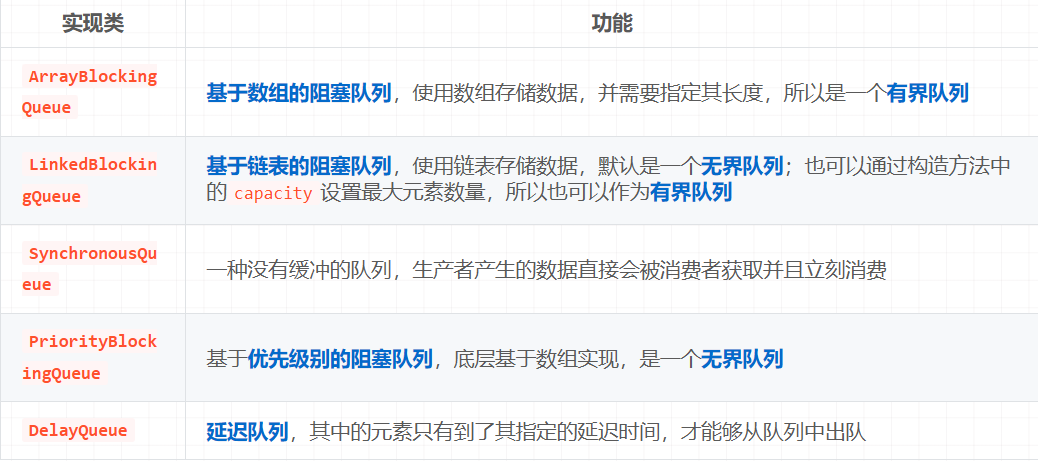 实现类 功能
ArrayBlocking
Queue
基于数组的阻塞队列，使用数组存储数据，并需要指定其长度，所以是一个有界队列
LinkedBlockin
gQueue
基于链表的阻塞队列，使用链表存储数据，默认是一个无界队列；也可以通过构造方法中
的 capacity 设置最大元素数量，所以也可以作为有界队列
SynchronousQu
eue
一种没有缓冲的队列，生产者产生的数据直接会被消费者获取并且立刻消费
PriorityBlock
ingQueue
基于优先级别的阻塞队列，底层基于数组实现，是一个无界队列
DelayQueue
延迟队列，其中的元素只有到了其指定的延迟时间，才能够从队列中出队